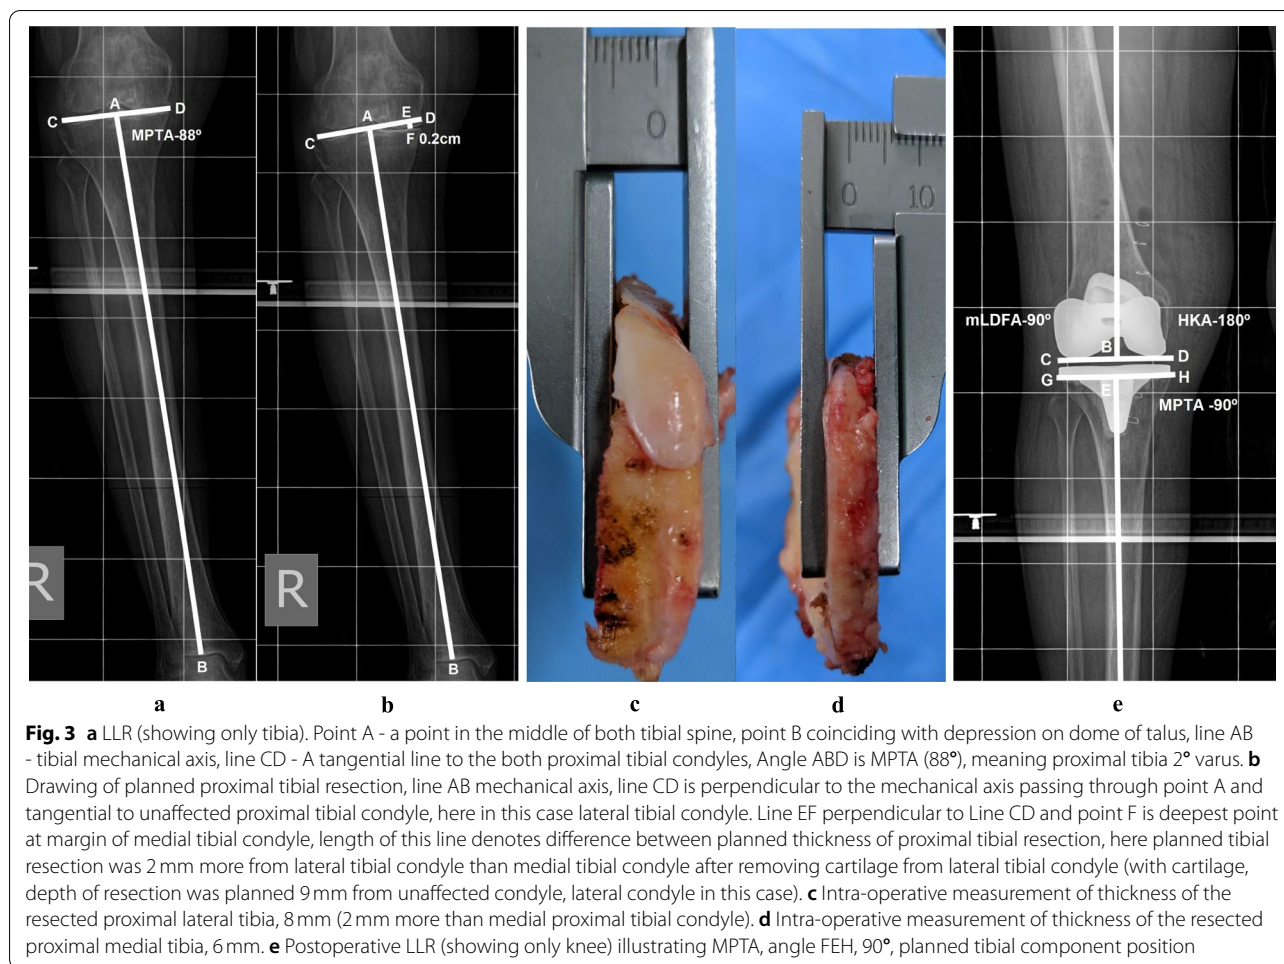 A
D
C
MPTA-88º
B
R
A
E
D
C
F 0.2cm
B
R
0
0 10
mLDFA-90º
HKA-180º
B
C
D
G
H
E
MPTA -90º
a b c d e
Fig. 3 a LLR (showing only tibia). Point A - a point in the middle of both tibial spine, point B coinciding with depression on dome of talus, line AB
- tibial mechanical axis, line CD - A tangential line to the both proximal tibial condyles, Angle ABD is MPTA (88°), meaning proximal tibia 2° varus. b
Drawing of planned proximal tibial resection, line AB mechanical axis, line CD is perpendicular to the mechanical axis passing through point A and
tangential to unaffected proximal tibial condyle, here in this case lateral tibial condyle. Line EF perpendicular to Line CD and point F is deepest point
at margin of medial tibial condyle, length of this line denotes difference between planned thickness of proximal tibial resection, here planned tibial
resection was 2 mm more from lateral tibial condyle than medial tibial condyle after removing cartilage from lateral tibial condyle (with cartilage,
depth of resection was planned 9 mm from unaffected condyle, lateral condyle in this case). c Intra-operative measurement of thickness of the
resected proximal lateral tibia, 8 mm (2 mm more than medial proximal tibial condyle). d Intra-operative measurement of thickness of the resected
proximal medial tibia, 6 mm. e Postoperative LLR (showing only knee) illustrating MPTA, angle FEH, 90°, planned tibial component position